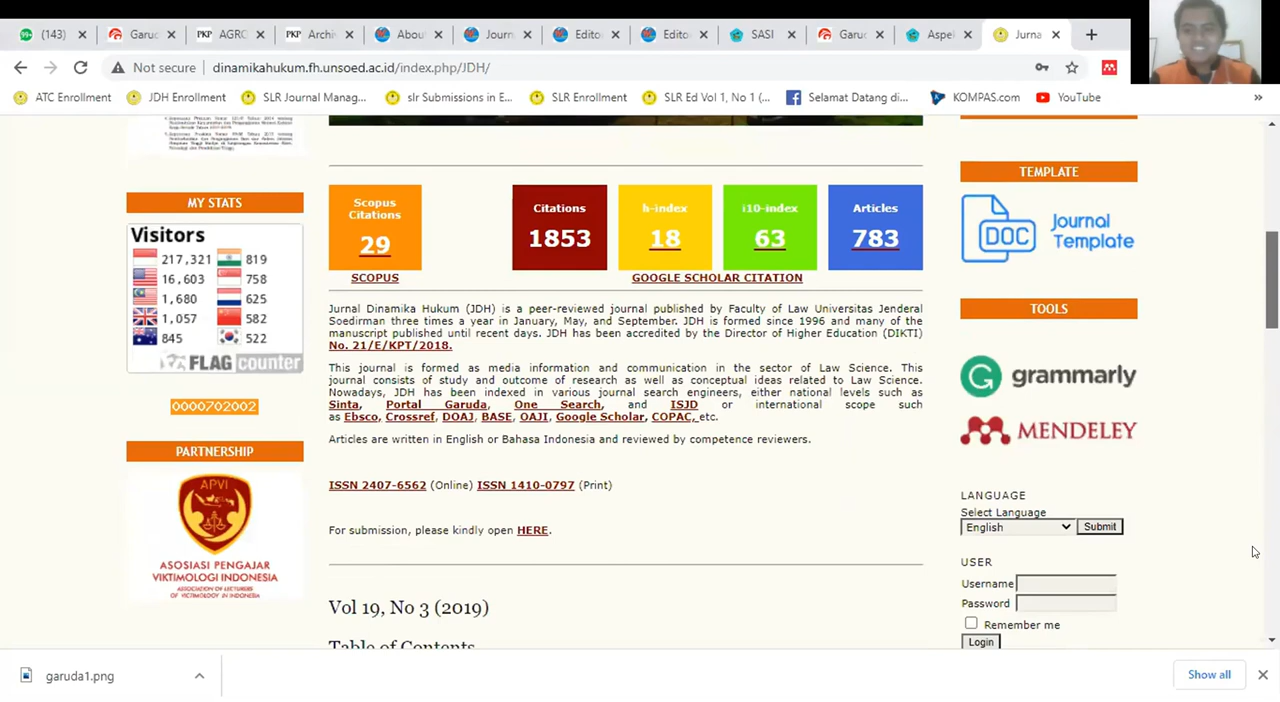 (143)
Garuc
PKP AGRC
PKP Archi
About
Journ
Edito
Edito
SASI
Garuc
Aspel
Jurna
Not secure
dinamikahukum.fh.unsoed.ac.id/index.php/JDH/
ATC Enrollment
JDH Enrollment
SLR Journal Manag...
slr Submissions in E...
SLR Enrollment
SLR Ed Vol 1, No 1 (...
Selamat Datang di...
KOMPAS.com
YouTube
MY STATS
Visitors
217,321 819
16,603 758
1,680 625
1,057 582
845 522
FLAG counter
0000702002
PARTNERSHIP
APVI
ASOSIASI PENGAJAR
VIKTIMOLOGI INDONESIA
ASSOCIATION OF LECTURERS
OF VICTIMOLOGY IN INDONESIA
Scopus
Citations
29
SCOPUS
Citations
1853
h-index
18
i10-index
63
Articles
783
GOOGLE SCHOLAR CITATION
Jurnal Dinamika Hukum (JDH) is a peer-reviewed journal published by Faculty of Law Universitas Jenderal
Soedirman three times a year in January, May, and September. JDH is formed since 1996 and many of the
manuscript published until recent days. JDH has been accredited by the Director of Higher Education (DIKTI)
No. 21/E/KPT/2018.
This journal is formed as media information and communication in the sector of Law Science. This
journal consists of study and outcome of research as well as conceptual ideas related to Law Science.
Nowadays, JDH has been indexed in various journal search engines, either national levels such as
Sinta, Portal Garuda, One Search, and ISJD or international scope such
as Ebsco, Crossref, DOAJ, BASE, OAJI, Google Scholar, COPAC, etc.
Articles are written in English or Bahasa Indonesia and reviewed by competence reviewers.
ISSN 2407-6562 (Online) ISSN 1410-0797 (Print)
For submission, please kindly open HERE.
Vol 19, No 3 (2019)
Table of Contents
TEMPLATE
DOC
Journal
Template
TOOLS
grammarly
MENDELEY
LANGUAGE
Select Language
English Submit
USER
Username
Password
Remember me
Login
garuda1.png
Show all